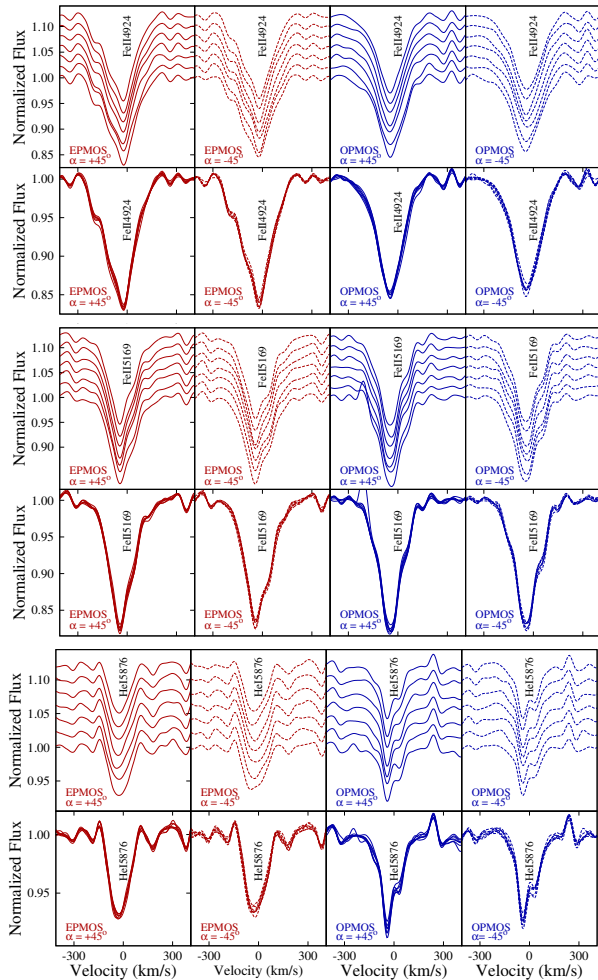 FeII4924 FeII4924 FeII4924 FeII4924
1.10
1.05
1.00
0.95
0.90
0.85
Normalized Flux
EPMOS EPMOS OPMOS OPMOS
α = +45° α = -45° α = +45° α = -45°
1.00
0.95
0.90
0.85
Normalized Flux
FeII4924 FeII4924 FeII4924 FeII4924
EPMOS EPMOS OPMOS OPMOS
α = +45° α = -45° α = +45° α= -45°
1.10
1.05
1.00
0.95
0.90
Normalized Flux
FeII5169 FeII5169 FeII5169 FeII5169
EPMOS EPMOS OPMOS OPMOS
α = +45° α = -45° α = +45° α = -45°
1.00
0.95
0.90
0.85
Normalized Flux
FeII5169 FeII5169 FeII5169 FeII5169
EPMOS EPMOS OPMOS OPMOS
α = +45° α = -45° α = +45° α = -45°
1.10
1.05
1.00
0.95
Normalized Flux
HeI5876 HeI5876 HeI5876 HeI5876
EPMOS EPMOS OPMOS OPMOS
α = +45° α = -45° α = +45° α = -45°
1.00
0.95
Normalized Flux
HeI5876 HeI5876 HeI5876 HeI5876
EPMOS EPMOS OPMOS OPMOS
α = +45° α = -45° α = +45° α = -45°
-300 0 300 -300 0 300 -300 0 300 -300 0 300
Velocity (km/s) Velocity (km/s) Velocity (km/s) Velocity (km/s)